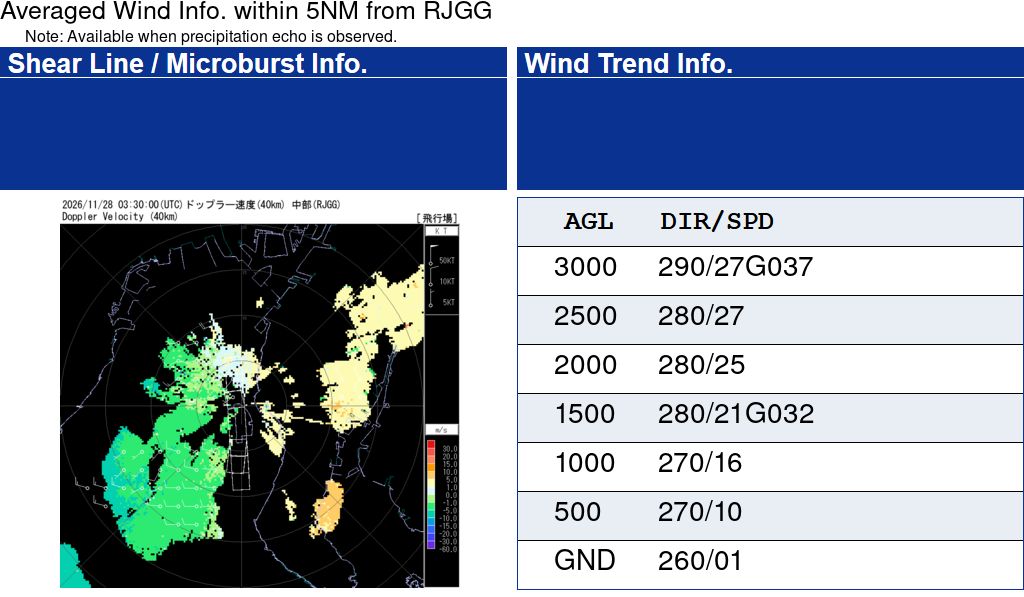 Averaged Wind Info. within 5NM from RJGG
Note: Available when precipitation echo is observed.
Shear Line / Microburst Info.
Wind Trend Info.
2026/11/28 03:30:00(UTC) ドップラー速度(40km) 中部(RJGG)
Doppler Velocity (40km)
[飛行場]
K T
50KT
10KT
5KT
m/s
30.0
20.0
15.0
10.0
5.0
1.0
0.0
-1.0
-5.0
-10.0
-15.0
-20.0
-30.0
-60.0
AGL DIR/SPD
3000 290/27G037
2500 280/27
2000 280/25
1500 280/21G032
1000 270/16
500 270/10
GND 260/01